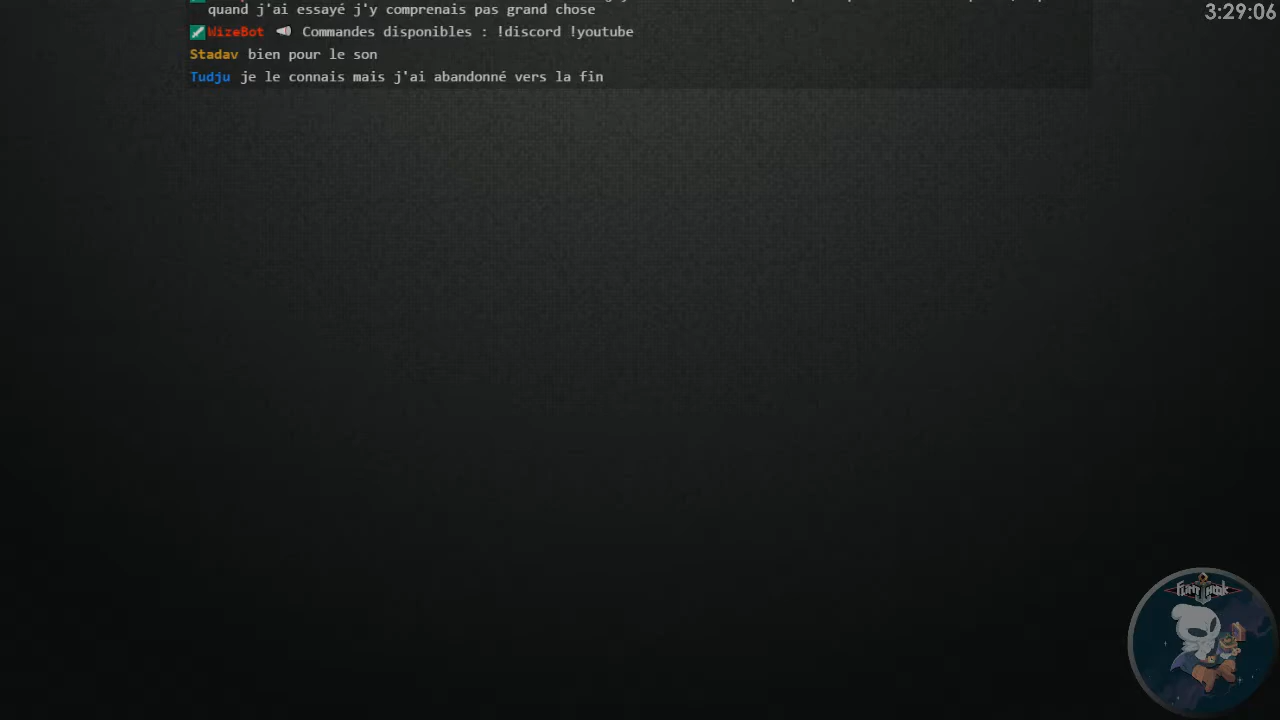 3:29:06
quand j'ai essayé j'y comprenais pas grand chose
WizeBot Commandes disponibles : !discord !youtube
Stadav bien pour le son
Tudju je le connais mais j'ai abandonné vers la fin